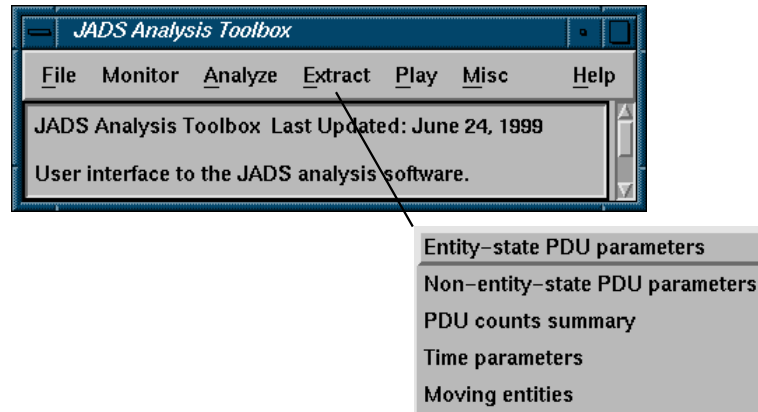 JADS Analysis Toolbox
File Monitor Analyze Extract Play Misc Help
JADS Analysis Toolbox Last Updated: June 24, 1999
User interface to the JADS analysis software.
Entity-state PDU parameters
Non-entity-state PDU parameters
PDU counts summary
Time parameters
Moving entities